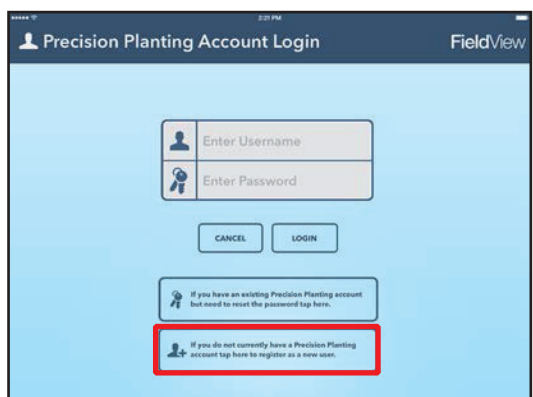 2:21 PM
Precision Planting Account Login
FieldView
Enter Username
Enter Password
CANCEL
LOGIN
If you have an existing Precision Planting account
but need to reset the password tap here.
If you do not currently have a Precision Planting
account tap here to register as a new user.